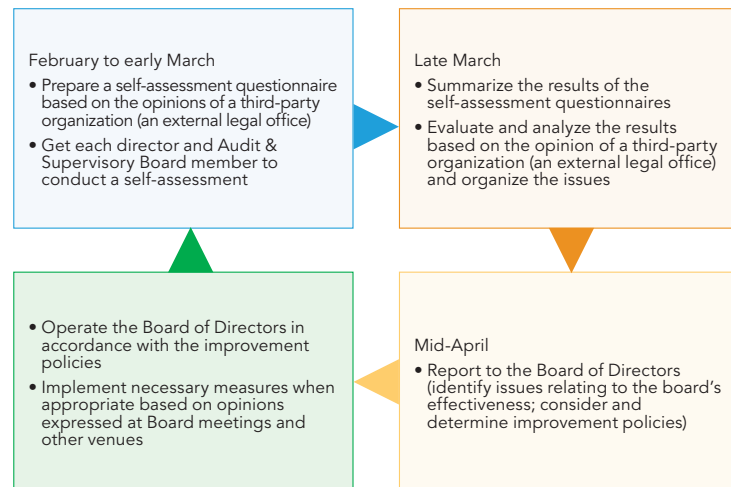 February to early March
• Prepare a self-assessment questionnaire
based on the opinions of a third-party
organization (an external legal office)
• Get each director and Audit &
Supervisory Board member to
conduct a self-assessment
Late March
• Summarize the results of the
self-assessment questionnaires
• Evaluate and analyze the results
based on the opinion of a third-party
organization (an external legal office)
and organize the issues
• Operate the Board of Directors in
accordance with the improvement
policies
• Implement necessary measures when
appropriate based on opinions
expressed at Board meetings and
other venues
Mid-April
• Report to the Board of Directors
(identify issues relating to the board's
effectiveness; consider and
determine improvement policies)